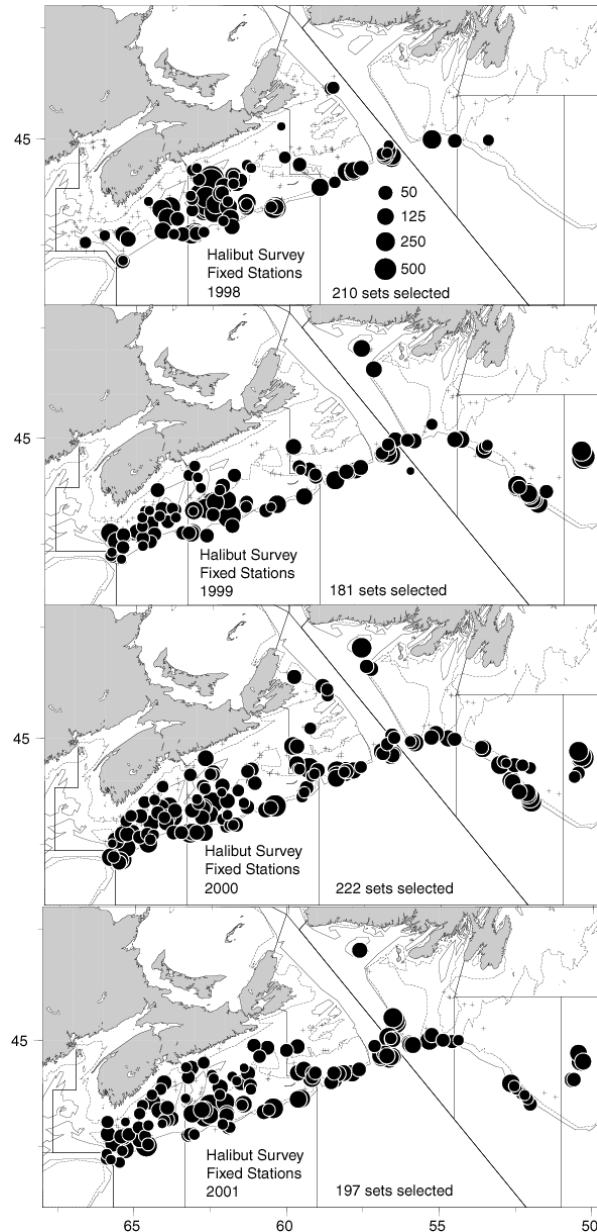 45
50
125
250
500
Halibut Survey
Fixed Stations
1998
210 sets selected
45
Halibut Survey
Fixed Stations
1999
181 sets selected
45
Halibut Survey
Fixed Stations
2000
222 sets selected
45
Halibut Survey
Fixed Stations
2001
197 sets selected
65 60 55 50